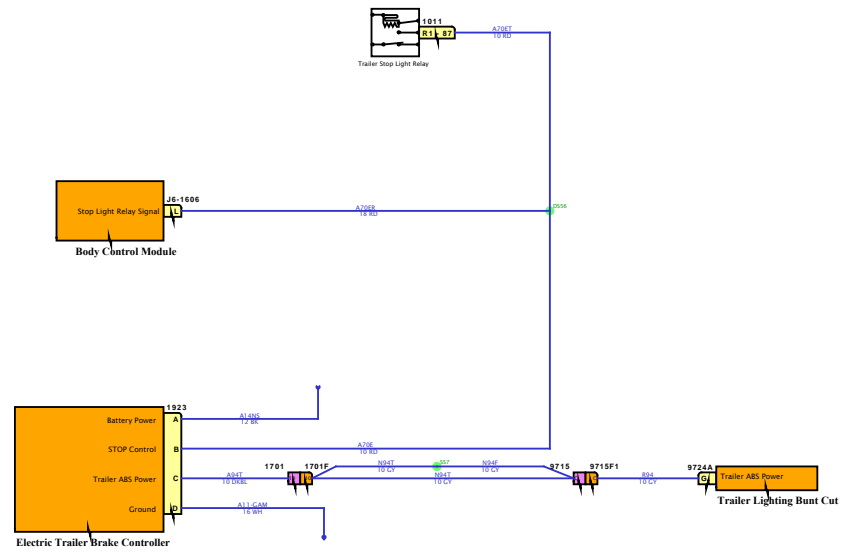 1011
A70ET
10 RD
R1 - 87
Trailer Stop Light Relay
J6-1606
Stop Light Relay Signal
L
A70ER
18 RD
DS56
Body Control Module
1923
Battery Power
A
A14NS
12 BK
STOP Control
B
A70E
10 RD
1701
1701F
N94T
10 GY
S57
N94F
10 GY
9715
9715F1
9724A
Trailer ABS Power
C
A94T
10 DKBL
N94T
10 GY
R94
10 GY
G
Trailer ABS Power
Trailer Lighting Bunt Cut
Ground
D
A11-GAM
16 WH
Electric Trailer Brake Controller